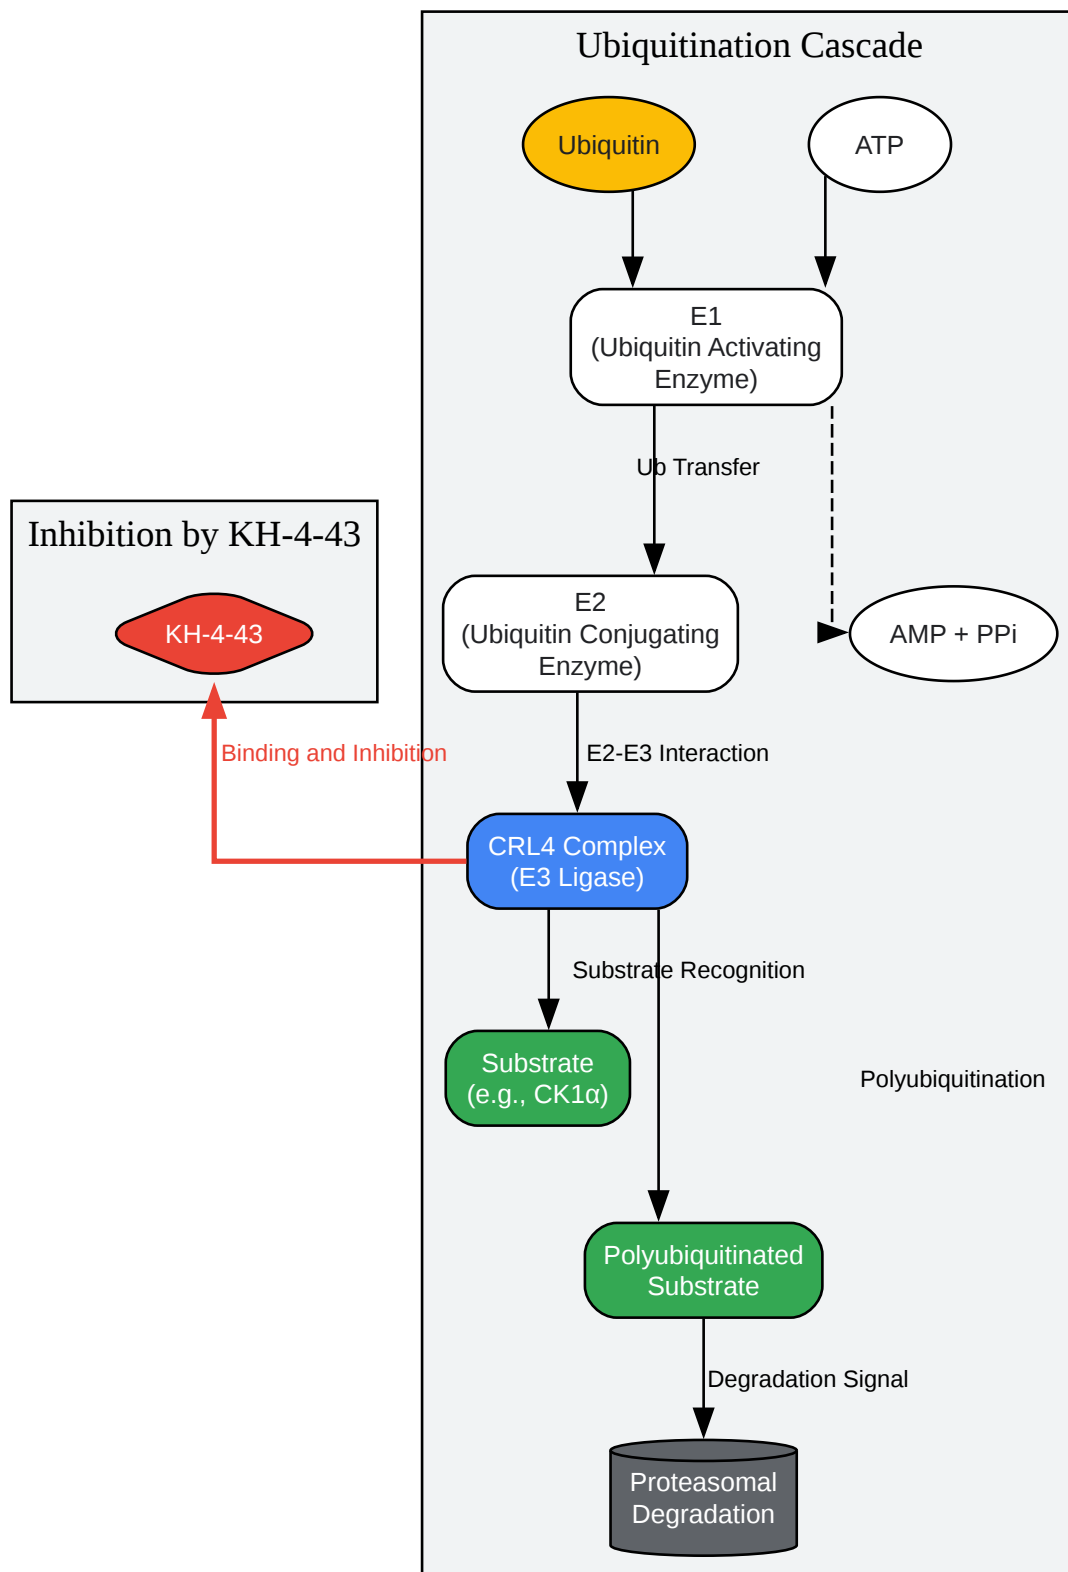 Ubiquitination Cascade
Ubiquitin
ATP
E1
(Ubiquitin Activating
Enzyme)
Ub Transfer
Inhibition by KH-4-43
KH-4-43
E2
(Ubiquitin Conjugating
Enzyme)
AMP + PPi
Binding and Inhibition
E2-E3 Interaction
CRL4 Complex
(E3 Ligase)
Substrate Recognition
Substrate
(e.g., CK1α)
Polyubiquitination
Polyubiquitinated
Substrate
Degradation Signal
Proteasomal
Degradation